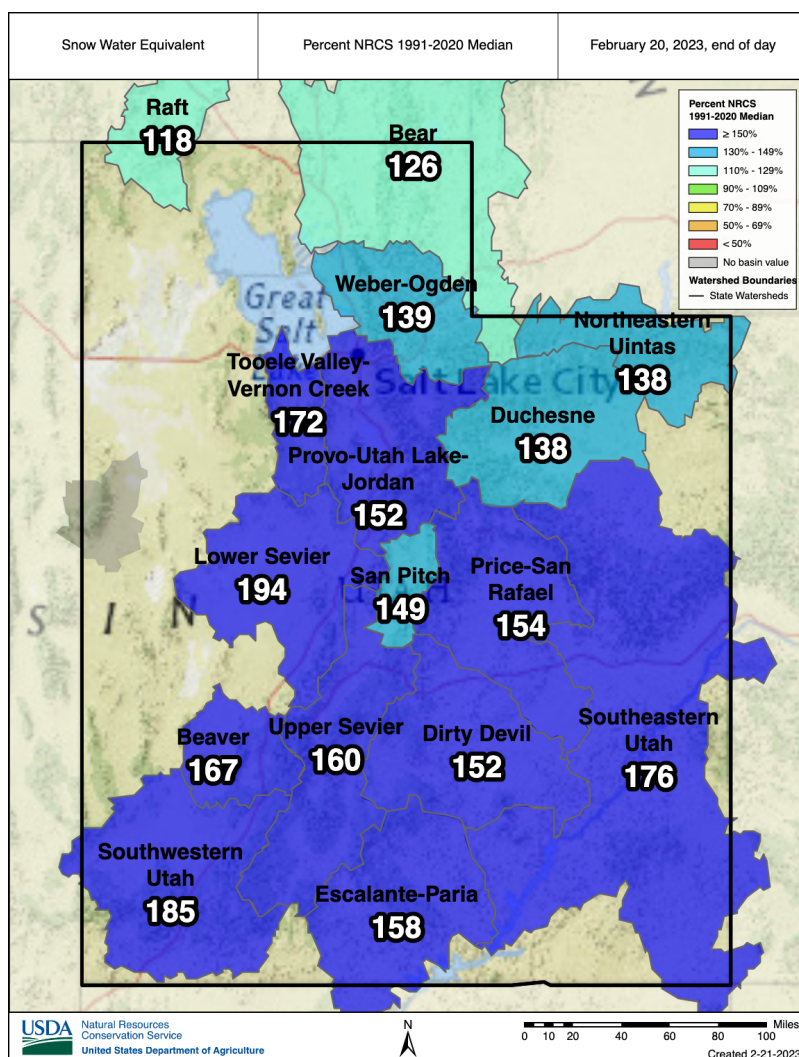 Snow Water Equivalent
Percent NRCS 1991-2020 Median
February 20, 2023, end of day
Percent NRCS
1991-2020 Median
≥ 150%
130% - 149%
110% - 129%
90% - 109%
70% - 89%
50% - 69%
< 50%
No basin value
Watershed Boundaries
State Watersheds
Raft
118
Bear
126
Weber-Ogden
139
Great
Salt
Lake
Northeastern
Uintas
138
Tooele Valley-
Vernon Creek
172
Salt Lake City
Duchesne
138
Provo-Utah Lake-
Jordan
152
Lower Sevier
194
San Pitch
149
Price-San
Rafael
154
S I N
Beaver
167
Upper Sevier
160
Dirty Devil
152
Southeastern
Utah
176
Southwestern
Utah
185
Escalante-Paria
158
USDA
Natural Resources
Conservation Service
United States Department of Agriculture
N
0 10 20 40 60 80 100 Miles
Created 2-21-2023